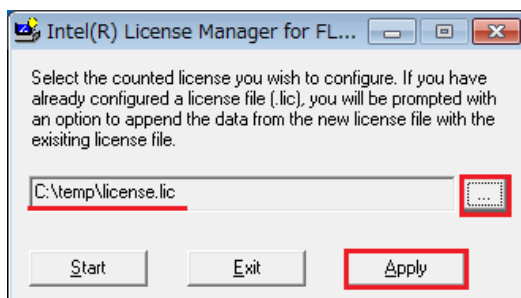 Intel(R) License Manager for FL...
Select the counted license you wish to configure. If you have
already configured a license file (.lic), you will be prompted with
an option to append the data from the new license file with the
exisiting license file.
C:\temp\license.lic
...
Start
Exit
Apply